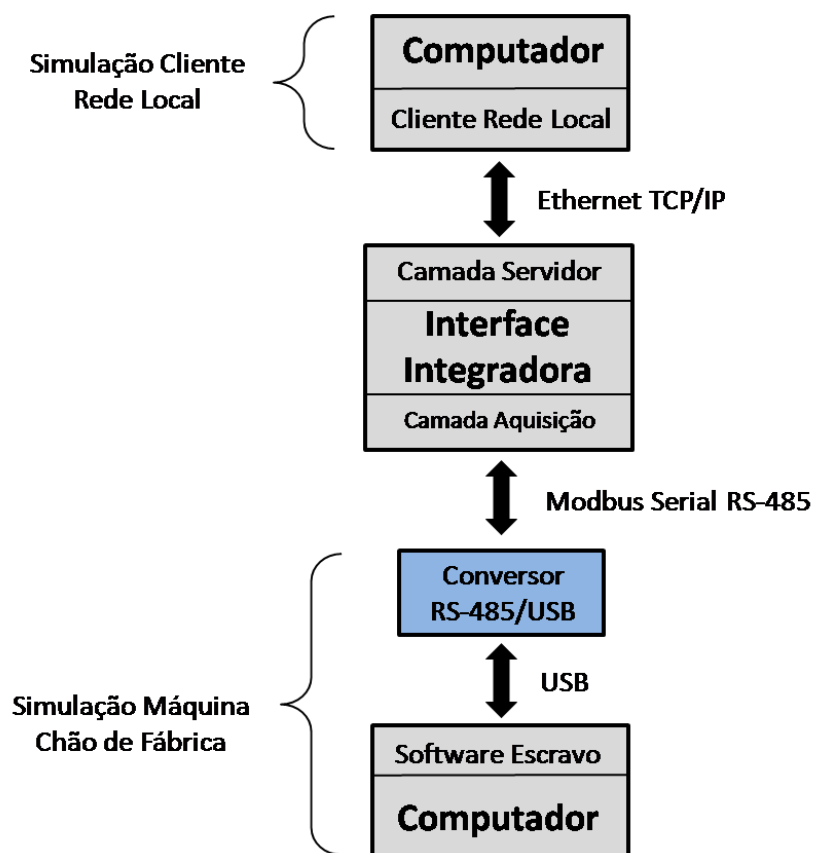 Simulação Cliente
Rede Local
Computador
Cliente Rede Local
Ethernet TCP/IP
Camada Servidor
Interface
Integradora
Camada Aquisição
Modbus Serial RS-485
Conversor
RS-485/USB
USB
Simulação Máquina
Chão de Fábrica
Software Escravo
Computador